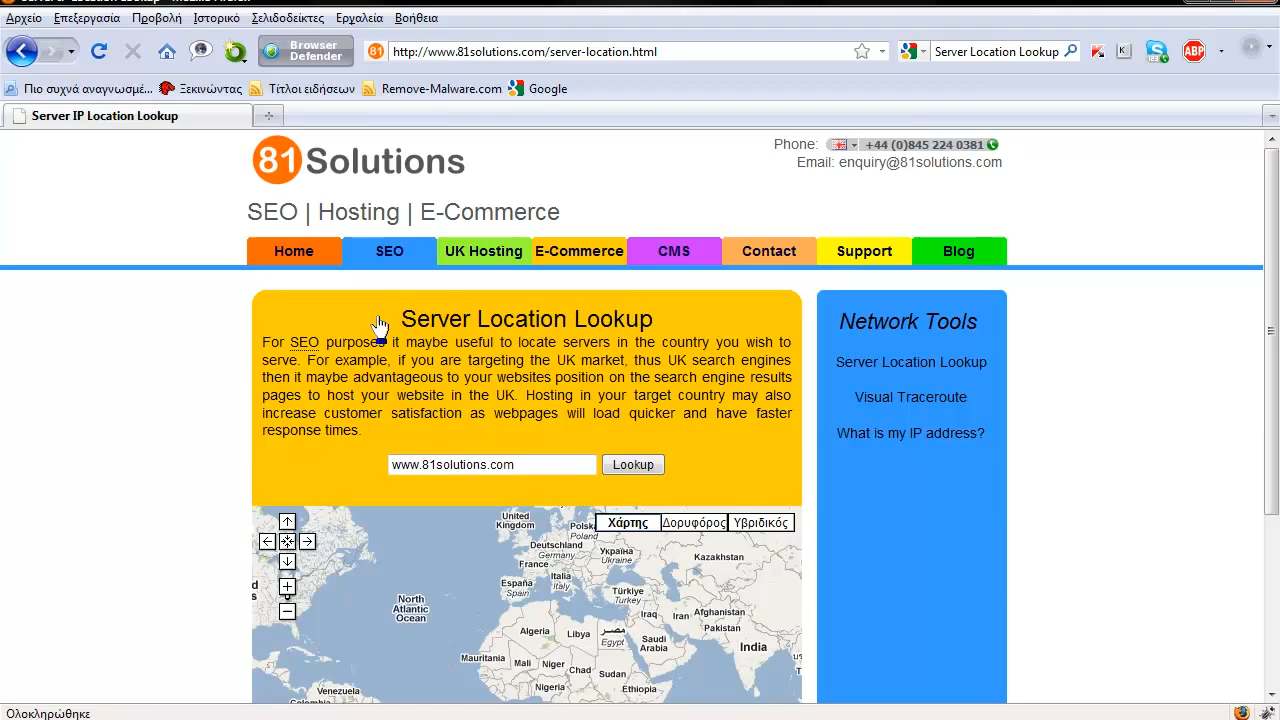 Αρχείο Επεξεργασία Προβολή Ιστορικό Σελιδοδείκτες Εργαλεία Βοήθεια
Browser
Defender
81 http://www.81solutions.com/server-location.html
Server Location Lookup
K
ABP
Πιο συχνά αναγνωσμέ... Ξεκινώντας Τίτλοι ειδήσεων Remove-Malware.com Google
Server IP Location Lookup
81 Solutions
Phone: +44 (0)845 224 0381
Email: enquiry@81solutions.com
SEO | Hosting | E-Commerce
Home SEO UK Hosting E-Commerce CMS Contact Support Blog
Server Location Lookup
For SEO purposes it maybe useful to locate servers in the country you wish to
serve. For example, if you are targeting the UK market, thus UK search engines
then it maybe advantageous to your websites position on the search engine results
pages to host your website in the UK. Hosting in your target country may also
increase customer satisfaction as webpages will load quicker and have faster
response times.
www.81solutions.com Lookup
Network Tools
Server Location Lookup
Visual Traceroute
What is my IP address?
Χάρτης Δορυφόρος Υβριδικός
United
Kingdom
Polska
Poland
Deutschland
Germany
Україна
Ukraine
Kazakhstan
France
Italia
Italy
España
Spain
Türkiye
Turkey
North
Atlantic
Ocean
Iraq Iran Afghanistan
Pakistan
Algeria Libya مصر
Egypt
Saudi
Arabia
India
Mauritania Mali Niger Chad Sudan
Nigeria Ethiopia
Venezuela
Colombia
Ολοκληρώθηκε